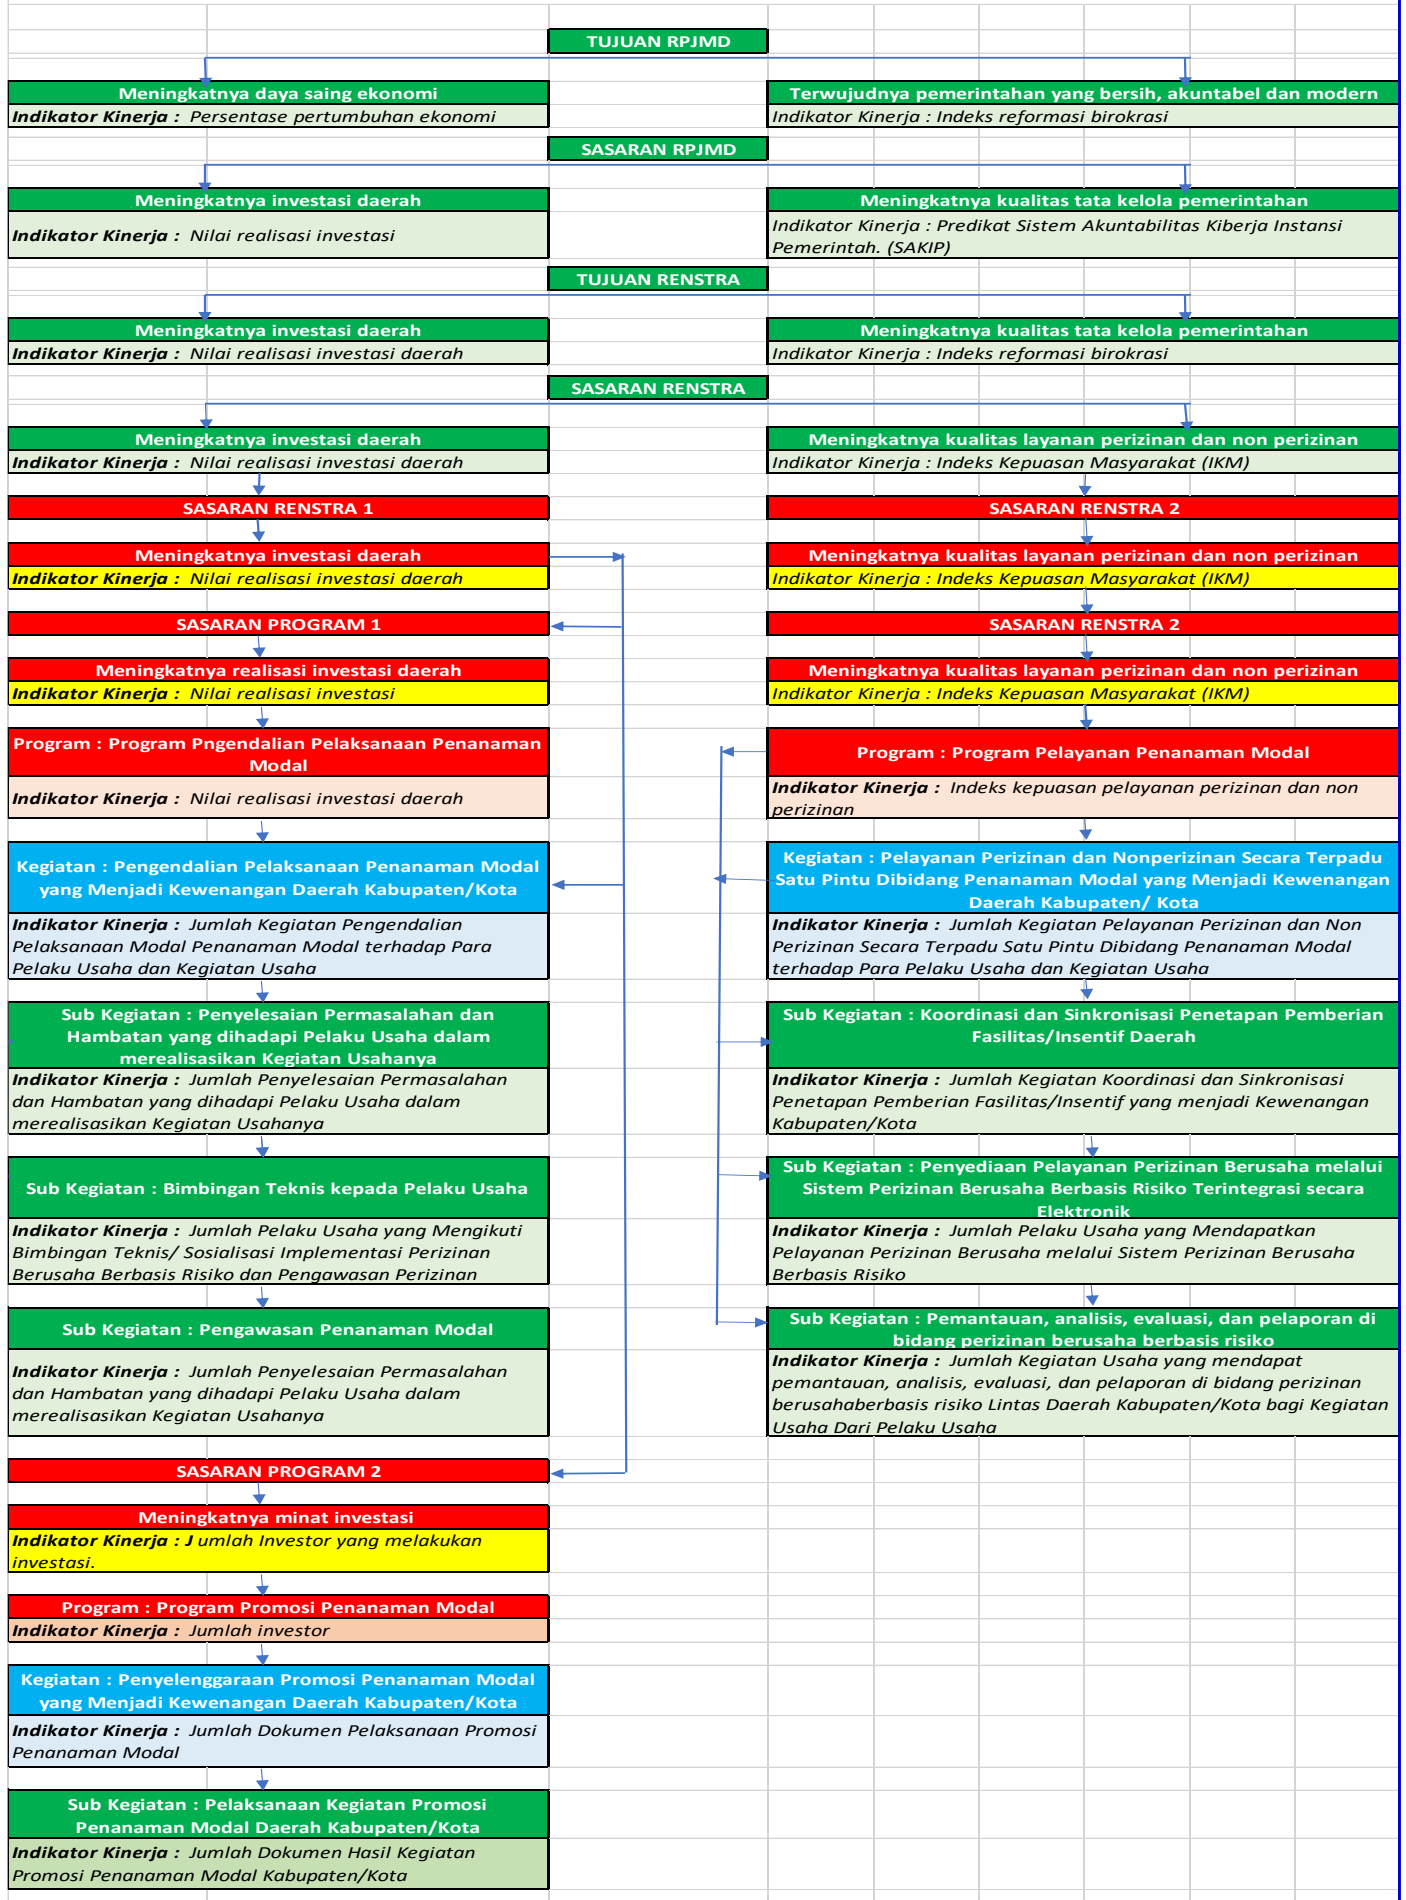 TUJUAN RPJMD
Meningkatnya daya saing ekonomi
Indikator Kinerja : Persentase pertumbuhan ekonomi
Terwujudnya pemerintahan yang bersih, akuntabel dan modern
Indikator Kinerja : Indeks reformasi birokrasi
SASARAN RPJMD
Meningkatnya investasi daerah
Indikator Kinerja : Nilai realisasi investasi
Meningkatnya kualitas tata kelola pemerintahan
Indikator Kinerja : Predikat Sistem Akuntabilitas Kiberja Instansi
Pemerintah. (SAKIP)
TUJUAN RENSTRA
Meningkatnya investasi daerah
Indikator Kinerja : Nilai realisasi investasi daerah
Meningkatnya kualitas tata kelola pemerintahan
Indikator Kinerja : Indeks reformasi birokrasi
SASARAN RENSTRA
Meningkatnya investasi daerah
Indikator Kinerja : Nilai realisasi investasi daerah
Meningkatnya kualitas layanan perizinan dan non perizinan
Indikator Kinerja : Indeks Kepuasan Masyarakat (IKM)
SASARAN RENSTRA 1
SASARAN RENSTRA 2
Meningkatnya investasi daerah
Indikator Kinerja : Nilai realisasi investasi daerah
Meningkatnya kualitas layanan perizinan dan non perizinan
Indikator Kinerja : Indeks Kepuasan Masyarakat (IKM)
SASARAN PROGRAM 1
SASARAN RENSTRA 2
Meningkatnya realisasi investasi daerah
Indikator Kinerja : Nilai realisasi investasi
Meningkatnya kualitas layanan perizinan dan non perizinan
Indikator Kinerja : Indeks Kepuasan Masyarakat (IKM)
Program : Program Pngendalian Pelaksanaan Penanaman
Modal
Indikator Kinerja : Nilai realisasi investasi daerah
Program : Program Pelayanan Penanaman Modal
Indikator Kinerja : Indeks kepuasan pelayanan perizinan dan non
perizinan
Kegiatan : Pengendalian Pelaksanaan Penanaman Modal
yang Menjadi Kewenangan Daerah Kabupaten/Kota
Indikator Kinerja : Jumlah Kegiatan Pengendalian
Pelaksanaan Modal Penanaman Modal terhadap Para
Pelaku Usaha dan Kegiatan Usaha
Kegiatan : Pelayanan Perizinan dan Nonperizinan Secara Terpadu
Satu Pintu Dibidang Penanaman Modal yang Menjadi Kewenangan
Daerah Kabupaten/ Kota
Indikator Kinerja : Jumlah Kegiatan Pelayanan Perizinan dan Non
Perizinan Secara Terpadu Satu Pintu Dibidang Penanaman Modal
terhadap Para Pelaku Usaha dan Kegiatan Usaha
Sub Kegiatan : Penyelesaian Permasalahan dan
Hambatan yang dihadapi Pelaku Usaha dalam
merealisasikan Kegiatan Usahanya
Indikator Kinerja : Jumlah Penyelesaian Permasalahan
dan Hambatan yang dihadapi Pelaku Usaha dalam
merealisasikan Kegiatan Usahanya
Sub Kegiatan : Koordinasi dan Sinkronisasi Penetapan Pemberian
Fasilitas/Insentif Daerah
Indikator Kinerja : Jumlah Kegiatan Koordinasi dan Sinkronisasi
Penetapan Pemberian Fasilitas/Insentif yang menjadi Kewenangan
Kabupaten/Kota
Sub Kegiatan : Bimbingan Teknis kepada Pelaku Usaha
Indikator Kinerja : Jumlah Pelaku Usaha yang Mengikuti
Bimbingan Teknis/ Sosialisasi Implementasi Perizinan
Berusaha Berbasis Risiko dan Pengawasan Perizinan
Sub Kegiatan : Penyediaan Pelayanan Perizinan Berusaha melalui
Sistem Perizinan Berusaha Berbasis Risiko Terintegrasi secara
Elektronik
Indikator Kinerja : Jumlah Pelaku Usaha yang Mendapatkan
Pelayanan Perizinan Berusaha melalui Sistem Perizinan Berusaha
Berbasis Risiko
Sub Kegiatan : Pengawasan Penanaman Modal
Indikator Kinerja : Jumlah Penyelesaian Permasalahan
dan Hambatan yang dihadapi Pelaku Usaha dalam
merealisasikan Kegiatan Usahanya
Sub Kegiatan : Pemantauan, analisis, evaluasi, dan pelaporan di
bidang perizinan berusaha berbasis risiko
Indikator Kinerja : Jumlah Kegiatan Usaha yang mendapat
pemantauan, analisis, evaluasi, dan pelaporan di bidang perizinan
berusahaberbasis risiko Lintas Daerah Kabupaten/Kota bagi Kegiatan
Usaha Dari Pelaku Usaha
SASARAN PROGRAM 2
Meningkatnya minat investasi
Indikator Kinerja : J umlah Investor yang melakukan
investasi.
Program : Program Promosi Penanaman Modal
Indikator Kinerja : Jumlah investor
Kegiatan : Penyelenggaraan Promosi Penanaman Modal
yang Menjadi Kewenangan Daerah Kabupaten/Kota
Indikator Kinerja : Jumlah Dokumen Pelaksanaan Promosi
Penanaman Modal
Sub Kegiatan : Pelaksanaan Kegiatan Promosi
Penanaman Modal Daerah Kabupaten/Kota
Indikator Kinerja : Jumlah Dokumen Hasil Kegiatan
Promosi Penanaman Modal Kabupaten/Kota